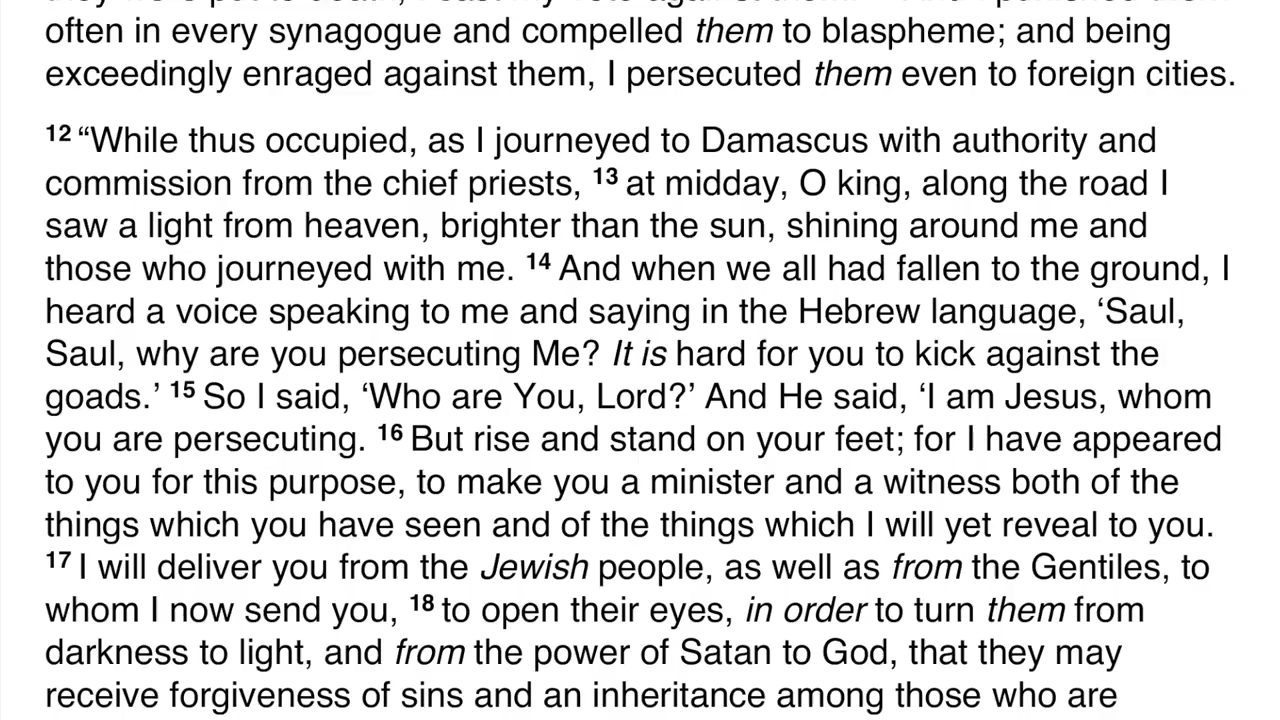 often in every synagogue and compelled them to blaspheme; and being
exceedingly enraged against them, I persecuted them even to foreign cities.
12 “While thus occupied, as I journeyed to Damascus with authority and
commission from the chief priests, 13 at midday, O king, along the road I
saw a light from heaven, brighter than the sun, shining around me and
those who journeyed with me. 14 And when we all had fallen to the ground, I
heard a voice speaking to me and saying in the Hebrew language, ‘Saul,
Saul, why are you persecuting Me? It is hard for you to kick against the
goads.’ 15 So I said, ‘Who are You, Lord?’ And He said, ‘I am Jesus, whom
you are persecuting. 16 But rise and stand on your feet; for I have appeared
to you for this purpose, to make you a minister and a witness both of the
things which you have seen and of the things which I will yet reveal to you.
17 I will deliver you from the Jewish people, as well as from the Gentiles, to
whom I now send you, 18 to open their eyes, in order to turn them from
darkness to light, and from the power of Satan to God, that they may
receive forgiveness of sins and an inheritance among those who are